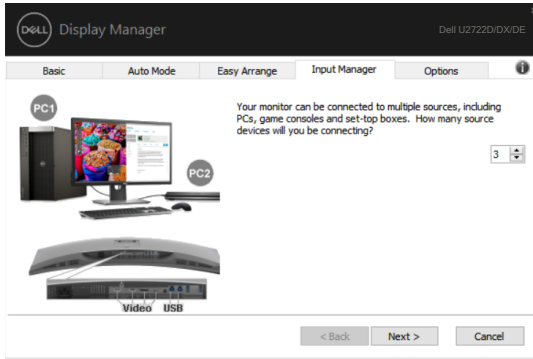 DELL Display Manager
Dell U2722D/DX/DE
Basic
Auto Mode
Easy Arrange
Input Manager
Options
PC1
PC2
Video USB
Your monitor can be connected to multiple sources, including
PCs, game consoles and set-top boxes. How many source
devices will you be connecting?
3
< Back
Next >
Cancel